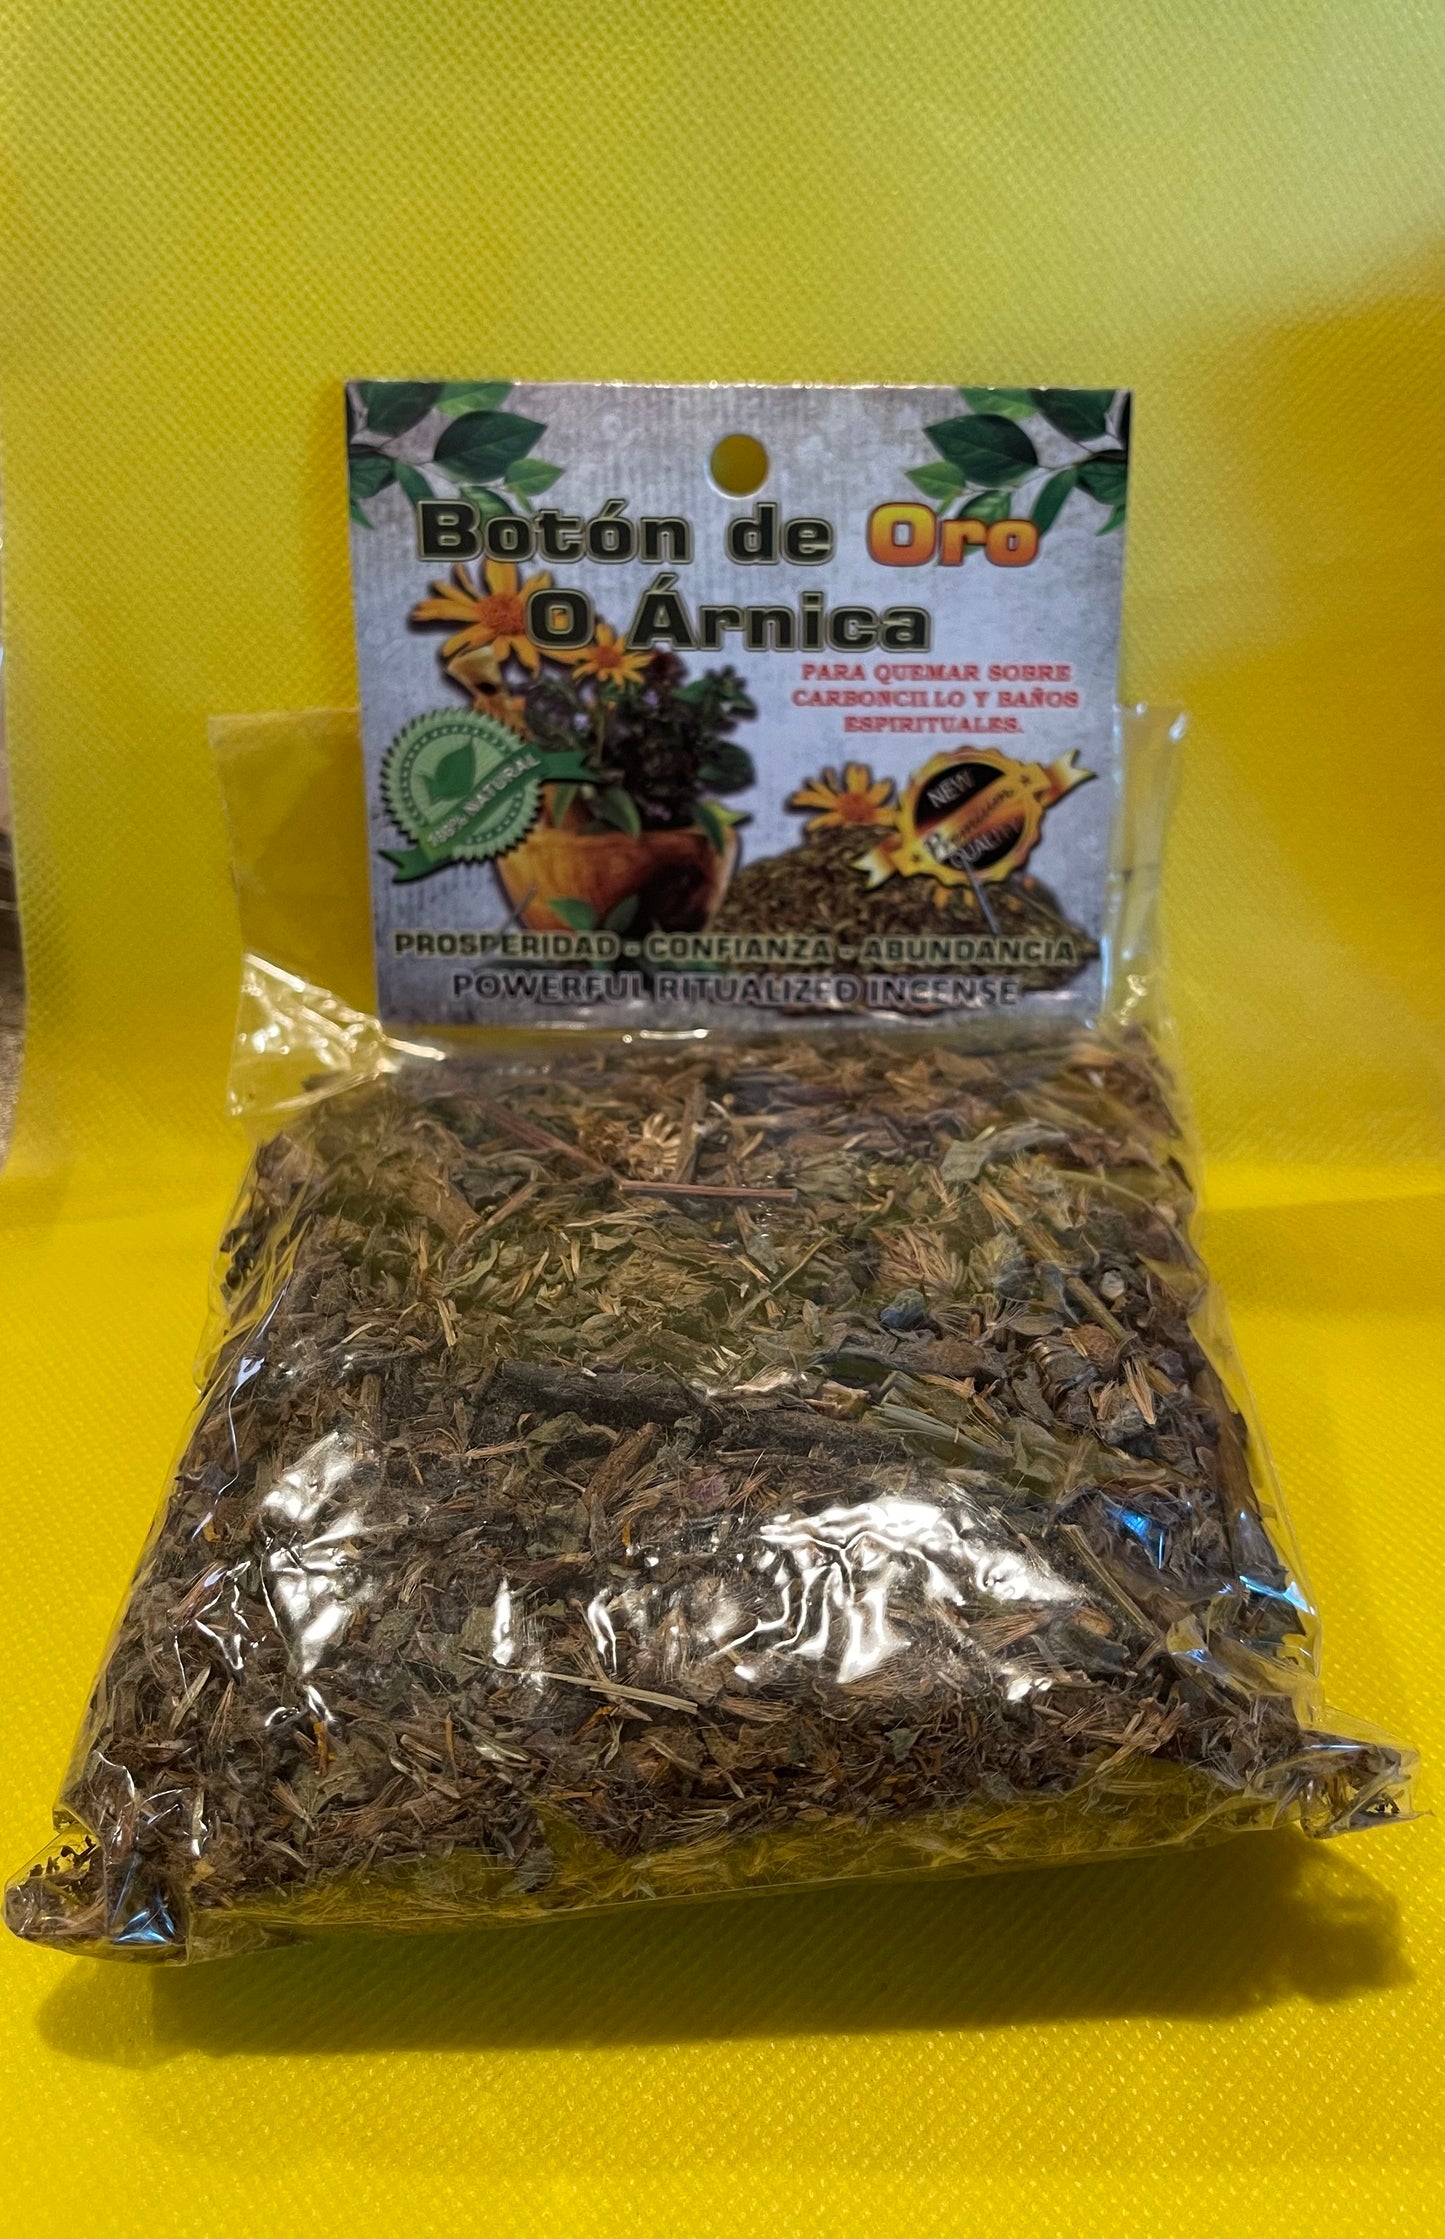 Botón de Oro
O Árnica
PARA QUEMAR SOBRE
CARBONCILLO Y BAÑOS
ESPIRITUALES.
100% NATURAL
NEW
Premium
QUALITY
PROSPERIDAD - CONFIANZA - ABUNDANCIA
POWERFUL RITUALIZED INCENSE